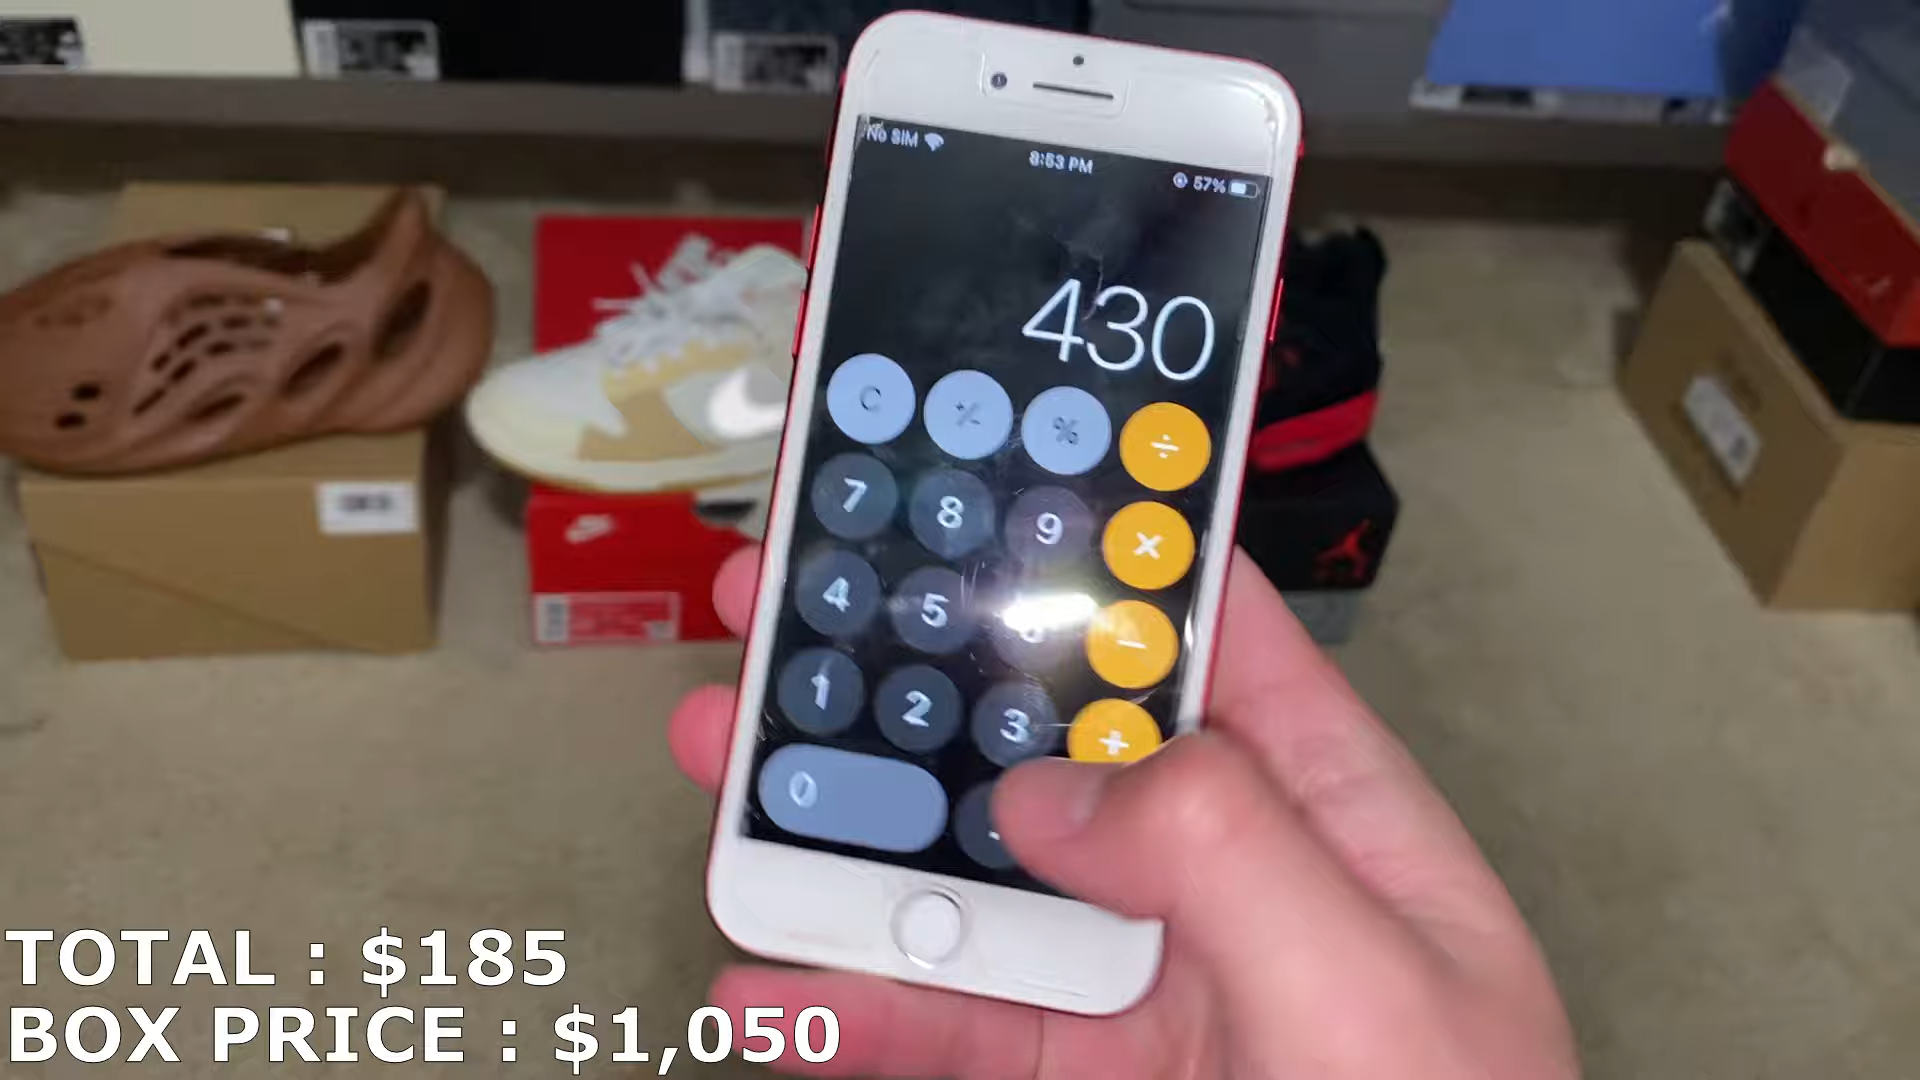 No SIM
8:53 PM
57%
430
C +/- % ÷
7 8 9 ×
4 5 6 −
1 2 3 +
0 .
TOTAL : $185
BOX PRICE : $1,050